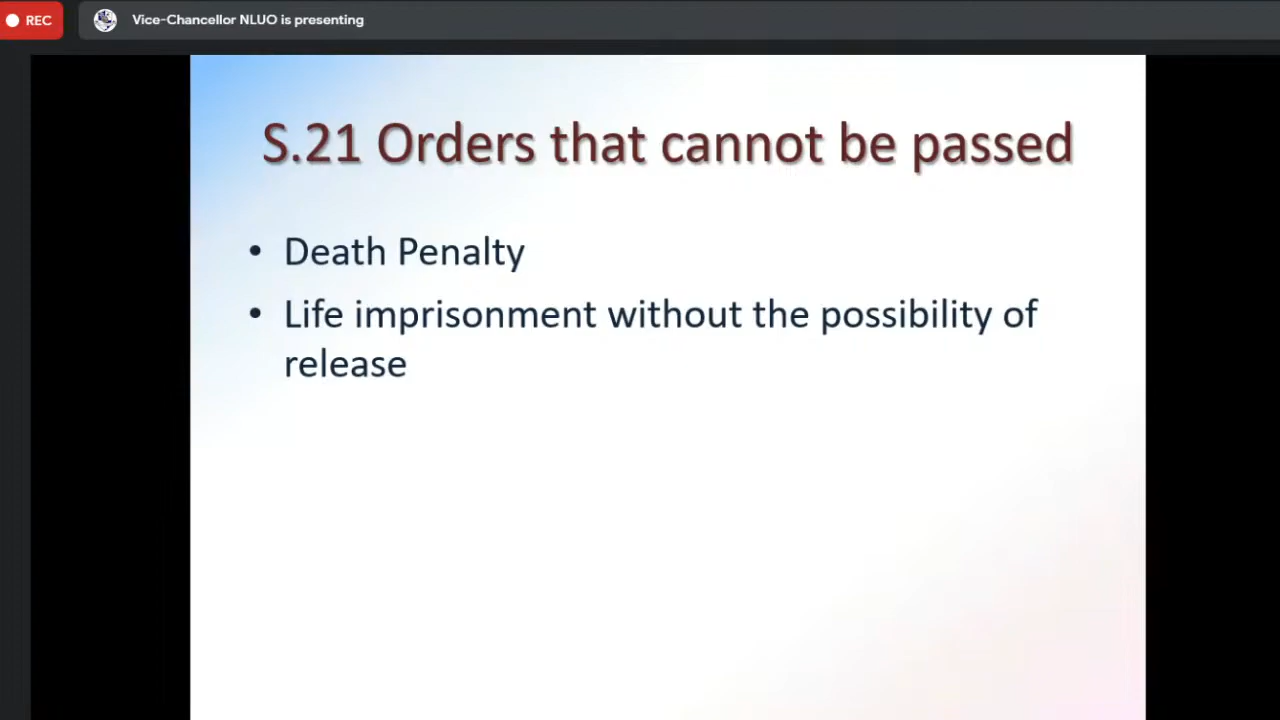 REC
Vice-Chancellor NLUO is presenting
S.21 Orders that cannot be passed
• Death Penalty
• Life imprisonment without the possibility of
release